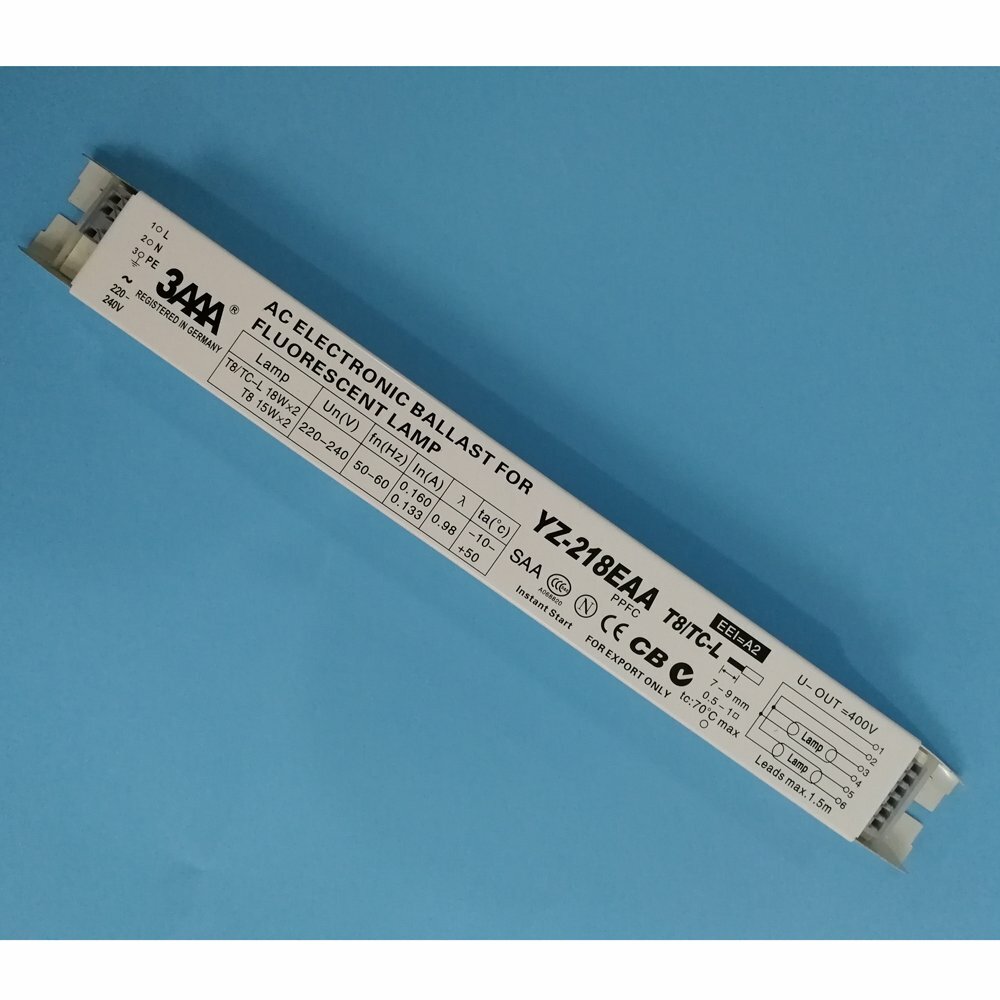 1 L
2 N
3 PE
~
220-
240V
3AAA ®
REGISTERED IN GERMANY
AC ELECTRONIC BALLAST FOR
FLUORESCENT LAMP
Lamp Un(V) fn(Hz) In(A) λ ta(℃)
T8/TC-L 18W×2 220-240 50-60 0.160 0.98 -10-
T8 15W×2 0.133 +50
YZ-218EAA T8/TC-L
EEI=A2
PPFC
SAA CCC N CE CB
A088820
Instant Start
FOR EXPORT ONLY
7-9mm
0.5-1□
tc:70℃ max
U- OUT =400V
1
2
Lamp 3
4
Lamp 5
6
Leads max.1.5m